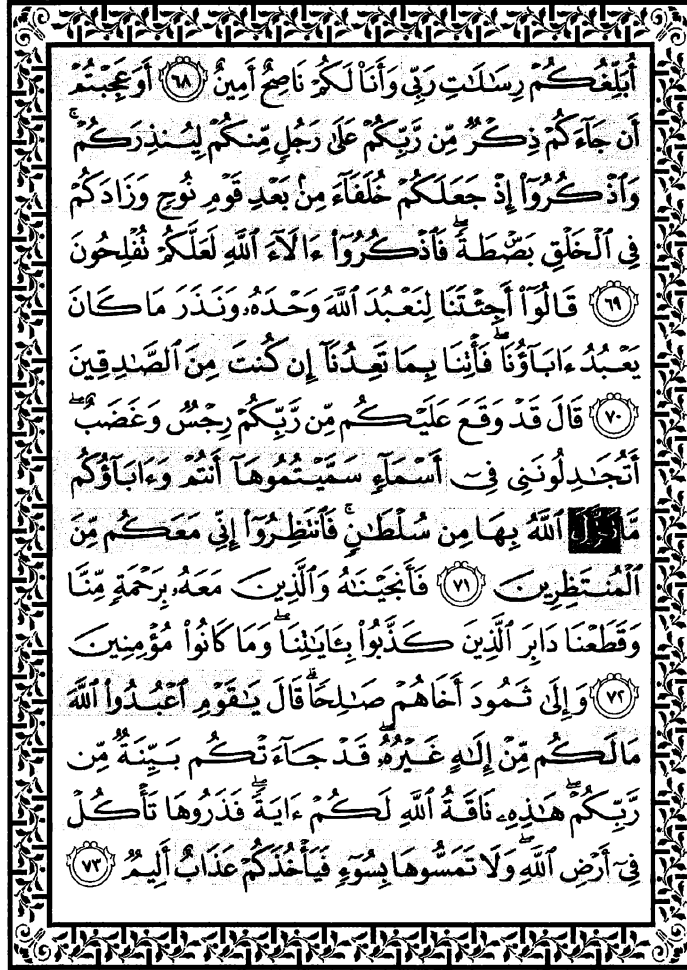 أُبَلِّغُكُمْ رِسَٰلَٰتِ رَبِّى وَأَنَا۠ لَكُمْ نَاصِحٌ أَمِينٌ ٦٨ أَوَعَجِبْتُمْ
أَن جَآءَكُمْ ذِكْرٌ مِّن رَّبِّكُمْ عَلَىٰ رَجُلٍ مِّنكُمْ لِيُنذِرَكُمْ ۚ
وَٱذْكُرُوٓا۟ إِذْ جَعَلَكُمْ خُلَفَآءَ مِنۢ بَعْدِ قَوْمِ نُوحٍ وَزَادَكُمْ
فِى ٱلْخَلْقِ بَصْۜطَةً ۖ فَٱذْكُرُوٓا۟ ءَالَآءَ ٱللَّهِ لَعَلَّكُمْ تُفْلِحُونَ
٦٩ قَالُوٓا۟ أَجِئْتَنَا لِنَعْبُدَ ٱللَّهَ وَحْدَهُۥ وَنَذَرَ مَا كَانَ
يَعْبُدُ ءَابَآؤُنَا ۖ فَأْتِنَا بِمَا تَعِدُنَآ إِن كُنتَ مِنَ ٱلصَّٰدِقِينَ
٧٠ قَالَ قَدْ وَقَعَ عَلَيْكُم مِّن رَّبِّكُمْ رِجْسٌ وَغَضَبٌ ۖ
أَتُجَٰدِلُونَنِى فِىٓ أَسْمَآءٍ سَمَّيْتُمُوهَآ أَنتُمْ وَءَابَآؤُكُم
مَّا نَزَّلَ ٱللَّهُ بِهَا مِن سُلْطَٰنٍ ۚ فَٱنتَظِرُوٓا۟ إِنِّى مَعَكُم مِّنَ
ٱلْمُنتَظِرِينَ ٧١ فَأَنجَيْنَٰهُ وَٱلَّذِينَ مَعَهُۥ بِرَحْمَةٍ مِّنَّا
وَقَطَعْنَا دَابِرَ ٱلَّذِينَ كَذَّبُوا۟ بِـَٔايَٰتِنَا ۖ وَمَا كَانُوا۟ مُؤْمِنِينَ
٧٢ وَإِلَىٰ ثَمُودَ أَخَاهُمْ صَٰلِحًا ۗ قَالَ يَٰقَوْمِ ٱعْبُدُوا۟ ٱللَّهَ
مَا لَكُم مِّنْ إِلَٰهٍ غَيْرُهُۥ ۖ قَدْ جَآءَتْكُم بَيِّنَةٌ مِّن
رَّبِّكُمْ ۖ هَٰذِهِۦ نَاقَةُ ٱللَّهِ لَكُمْ ءَايَةً ۖ فَذَرُوهَا تَأْكُلْ
فِىٓ أَرْضِ ٱللَّهِ ۖ وَلَا تَمَسُّوهَا بِسُوٓءٍ فَيَأْخُذَكُمْ عَذَابٌ أَلِيمٌ ٧٣